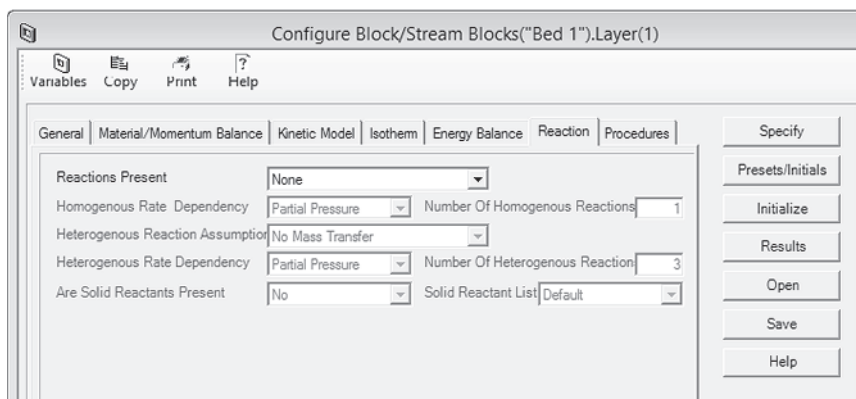 Configure Block/Stream Blocks("Bed 1").Layer(1)
Variables Copy Print Help
General Material/Momentum Balance Kinetic Model Isotherm Energy Balance Reaction Procedures
Specify
Presets/Initials
Initialize
Results
Open
Save
Help
Reactions Present None
Homogenous Rate Dependency Partial Pressure Number Of Homogenous Reactions 1
Heterogenous Reaction Assumption No Mass Transfer
Heterogenous Rate Dependency Partial Pressure Number Of Heterogenous Reaction 3
Are Solid Reactants Present No Solid Reactant List Default